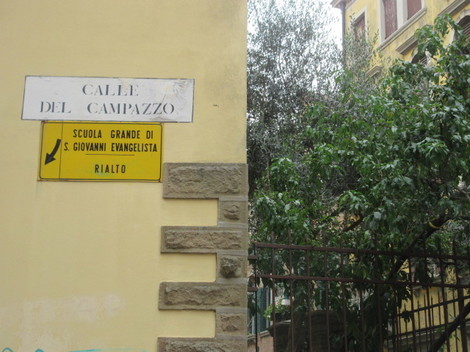 CALLE
DEL CAMPAZZO
SCUOLA GRANDE DI
S. GIOVANNI EVANGELISTA
RIALTO